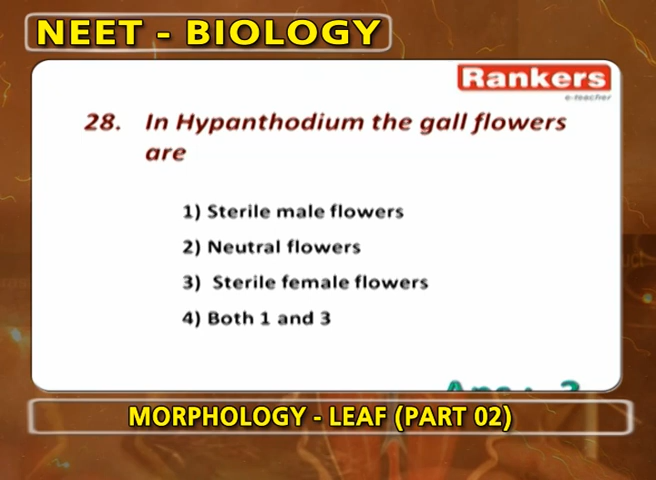 NEET - BIOLOGY
Rankers
e-teacher
28. In Hypanthodium the gall flowers
are
1) Sterile male flowers
2) Neutral flowers
3) Sterile female flowers
4) Both 1 and 3
MORPHOLOGY - LEAF (PART 02)